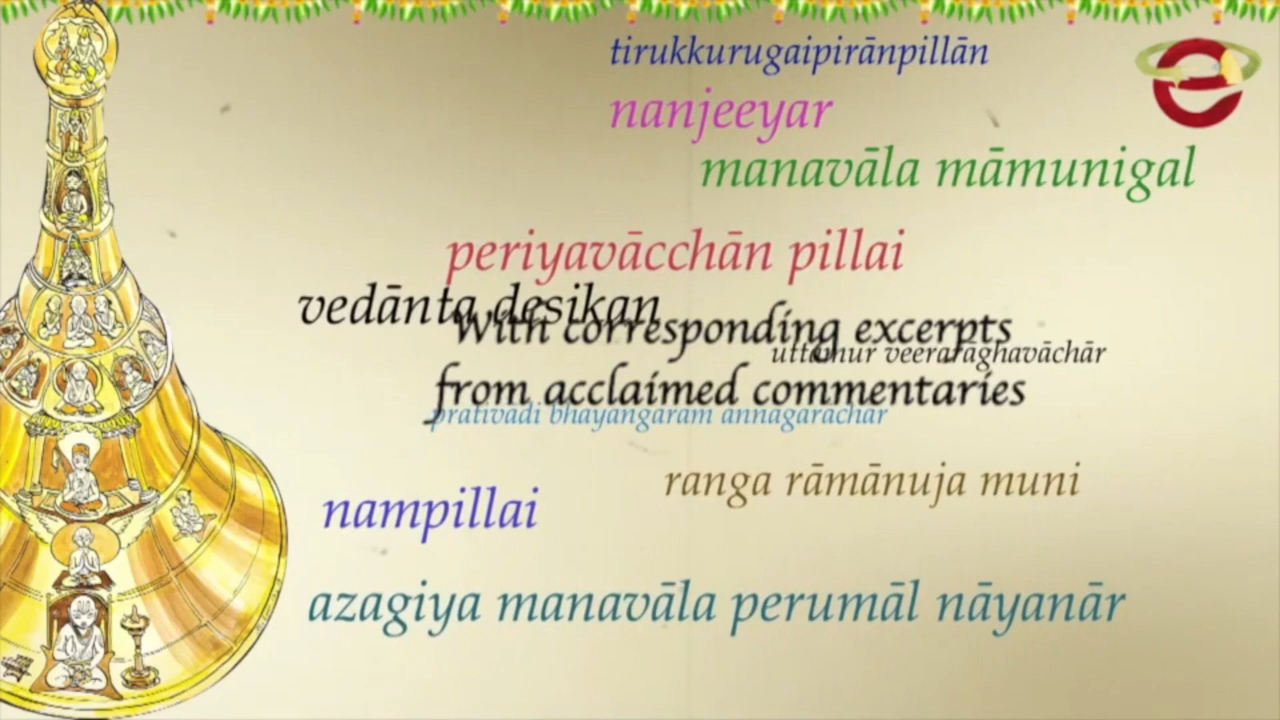 tirukkurugaipirānpillān
nanjeeyar
manavāla māmunigal
periyavācchān pillai
vedānta desikan
With corresponding excerpts
uttamur veerarāghavāchār
from acclaimed commentaries
prativadi bhayangaram annagarachar
ranga rāmānuja muni
nampillai
azagiya manavāla perumāl nāyanār